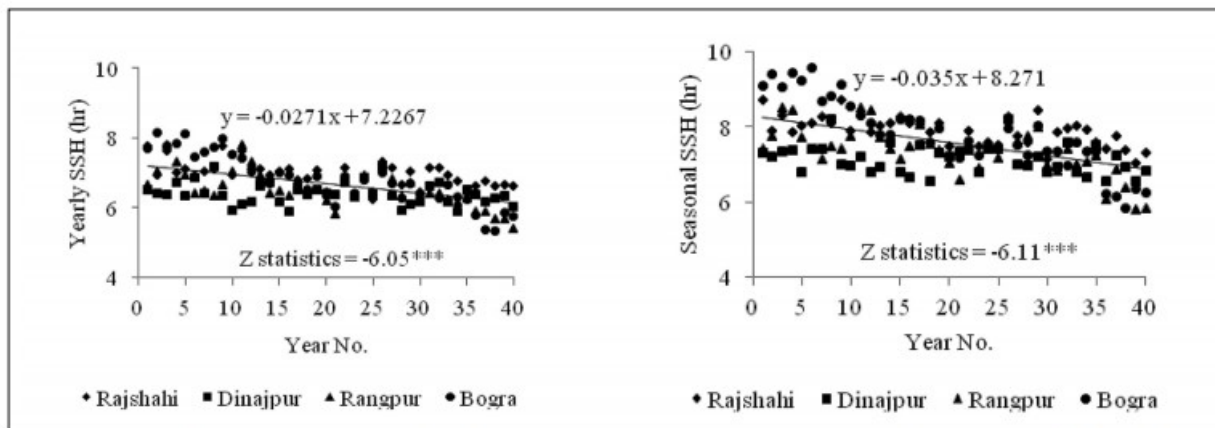 Yearly SSH (hr)
10
8
6
4
y = -0.0271x + 7.2267
Z statistics = -6.05***
0 5 10 15 20 25 30 35 40
Year No.
Rajshahi Dinajpur Rangpur Bogra
Seasonal SSH (hr)
10
8
6
4
y = -0.035x + 8.271
Z statistics = -6.11***
0 5 10 15 20 25 30 35 40
Year No.
Rajshahi Dinajpur Rangpur Bogra